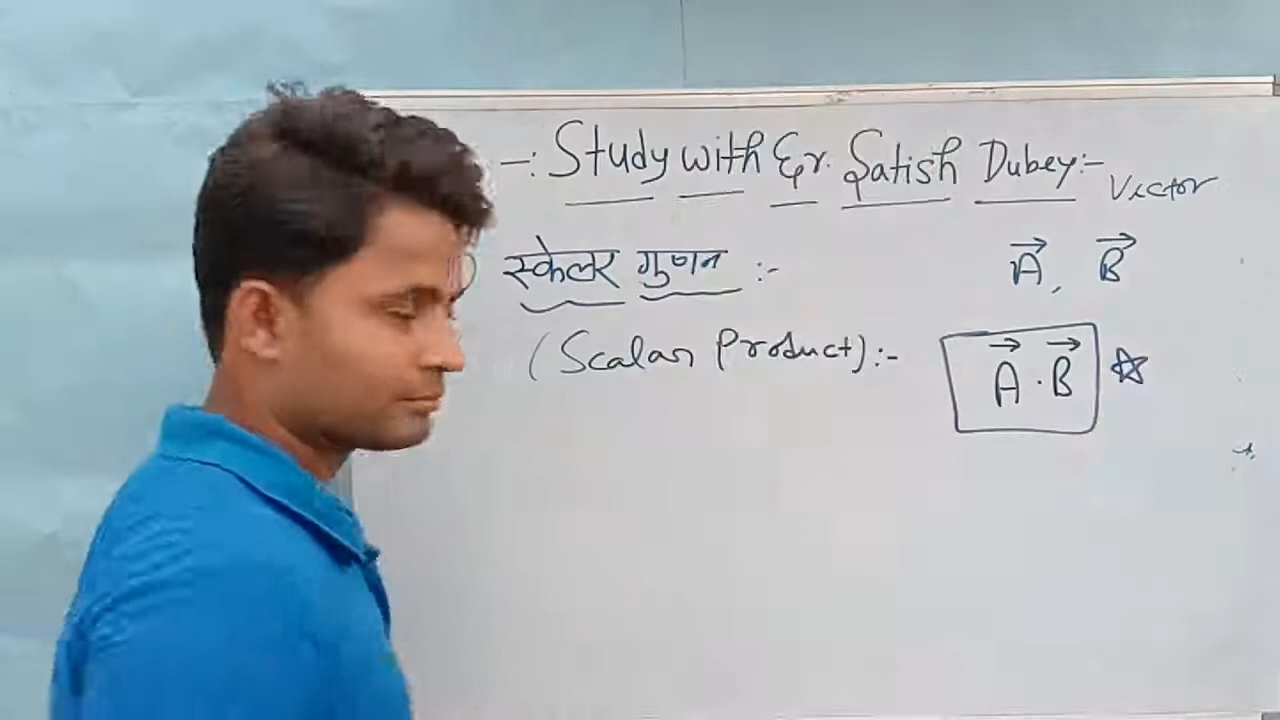 -: Study with Er. Satish Dubey:-
Vector
स्केलर गुणन :-
A⃗, B⃗
(Scalar Product):-
A⃗ · B⃗ ☆